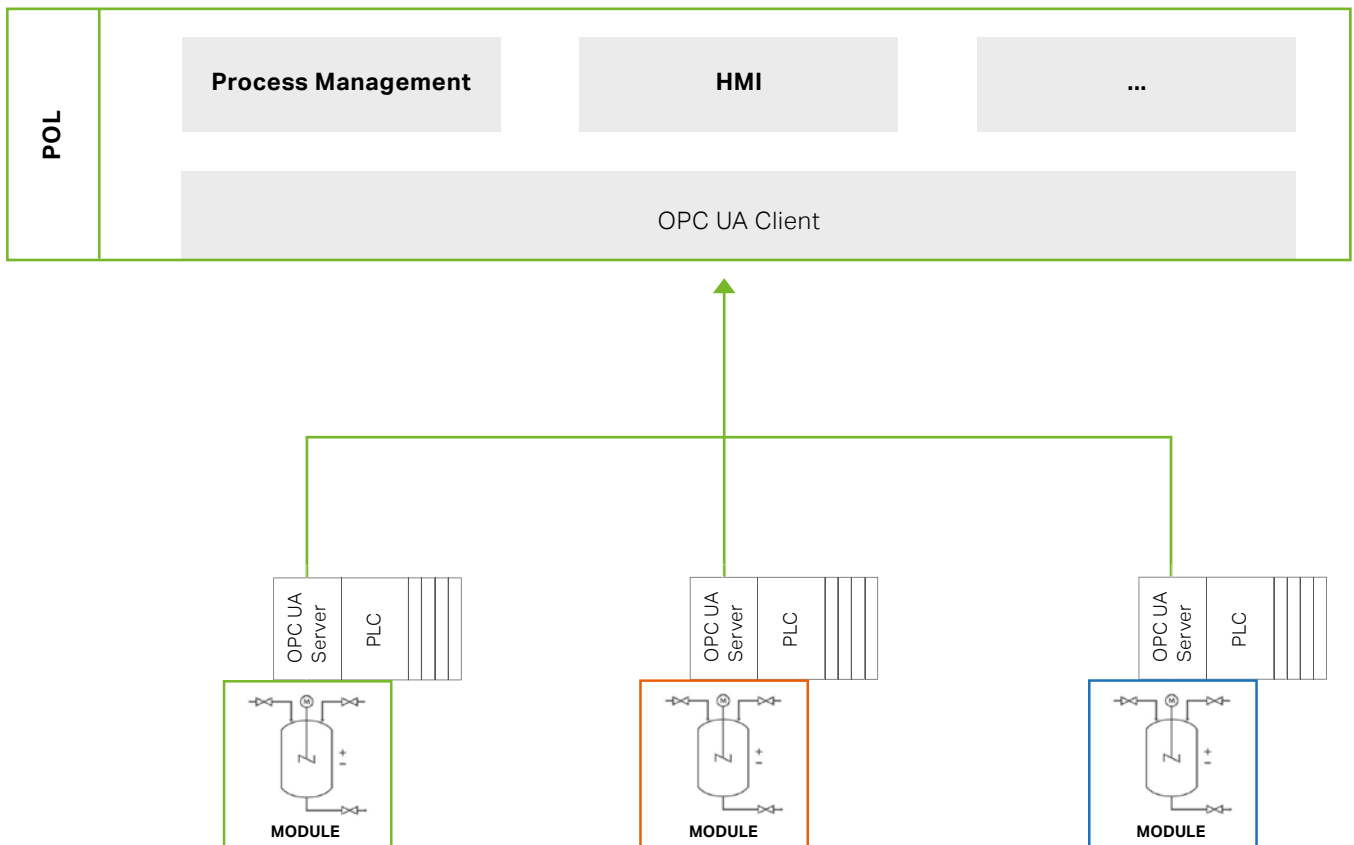 POL
Process Management
HMI
...
OPC UA Client
OPC UA
Server
PLC
OPC UA
Server
PLC
OPC UA
Server
PLC
M
+
−
MODULE
M
+
−
MODULE
M
+
−
MODULE